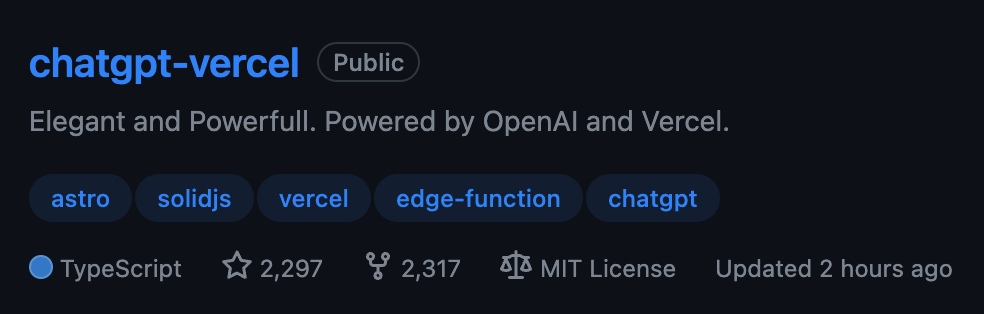 chatgpt-vercel Public
Elegant and Powerfull. Powered by OpenAI and Vercel.
astro solidjs vercel edge-function chatgpt
TypeScript 2,297 2,317 MIT License Updated 2 hours ago